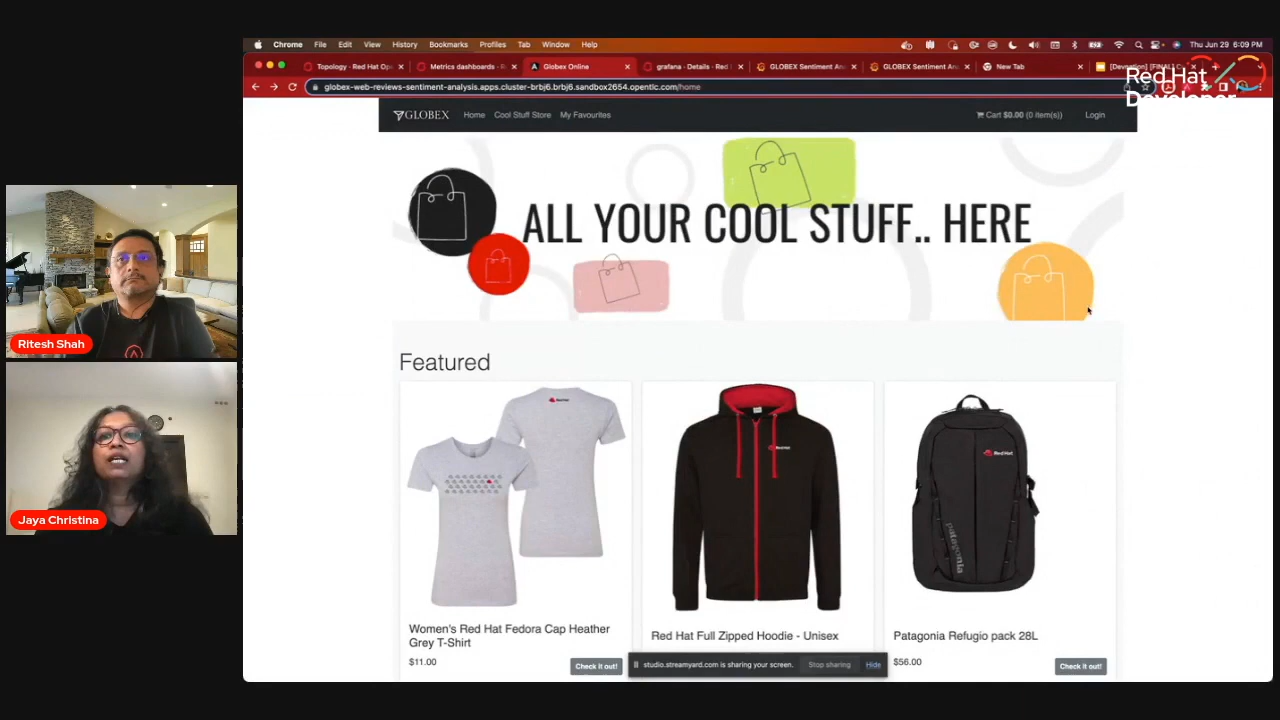 Chrome File Edit View History Bookmarks Profiles Tab Window Help
Thu Jun 29 6:09 PM
Topology · Red Hat Op
Metrics dashboards · R
Globex Online
grafana · Details · Red
GLOBEX Sentiment An
GLOBEX Sentiment An
New Tab
Red Hat
Developer
globex-web-reviews-sentiment-analysis.apps.cluster-brbj6.brbj6.sandbox2654.opentlc.com/home
GLOBEX Home Cool Stuff Store My Favourites
Cart $0.00 (0 item(s)) Login
ALL YOUR COOL STUFF.. HERE
Ritesh Shah
Jaya Christina
Featured
Red Hat
Red Hat
patagonia
Women's Red Hat Fedora Cap Heather
Grey T-Shirt
$11.00
Check it out!
Red Hat Full Zipped Hoodie - Unisex
Patagonia Refugio pack 28L
$56.00
Check it out!
studio.streamyard.com is sharing your screen.
Stop sharing
Hide